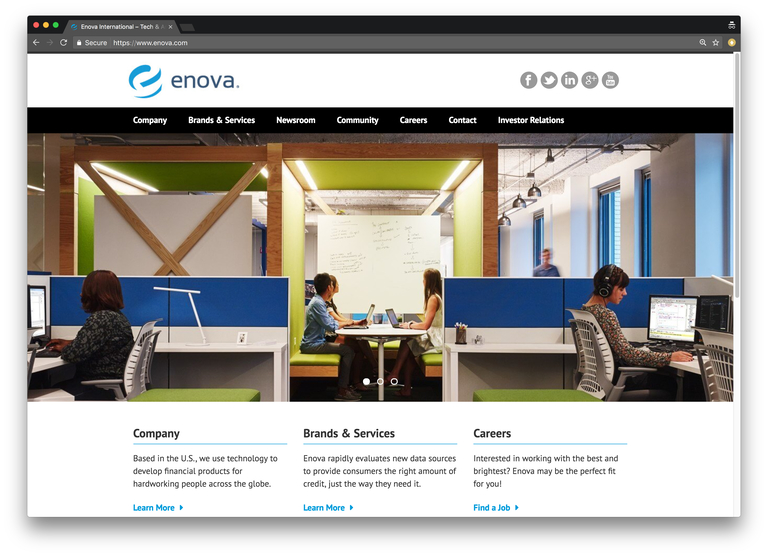 Enova International – Tech & A
Secure https://www.enova.com
enova.
You
Company Brands & Services Newsroom Community Careers Contact Investor Relations
Company
Based in the U.S., we use technology to
develop financial products for
hardworking people across the globe.
Learn More
Brands & Services
Enova rapidly evaluates new data sources
to provide consumers the right amount of
credit, just the way they need it.
Learn More
Careers
Interested in working with the best and
brightest? Enova may be the perfect fit
for you!
Find a Job